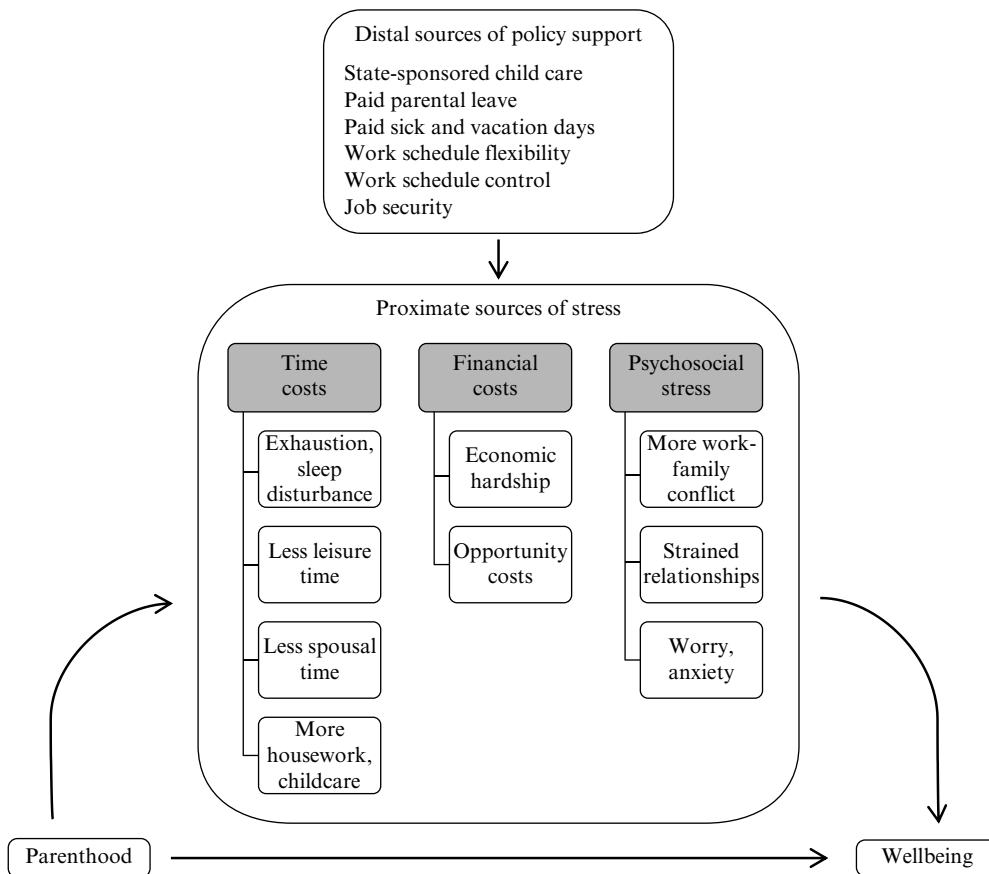 Distal sources of policy support
State-sponsored child care
Paid parental leave
Paid sick and vacation days
Work schedule flexibility
Work schedule control
Job security
Proximate sources of stress
Time
costs
Exhaustion,
sleep
disturbance
Less leisure
time
Less spousal
time
More
housework,
childcare
Financial
costs
Economic
hardship
Opportunity
costs
Psychosocial
stress
More work-
family
conflict
Strained
relationships
Worry,
anxiety
Parenthood
Wellbeing